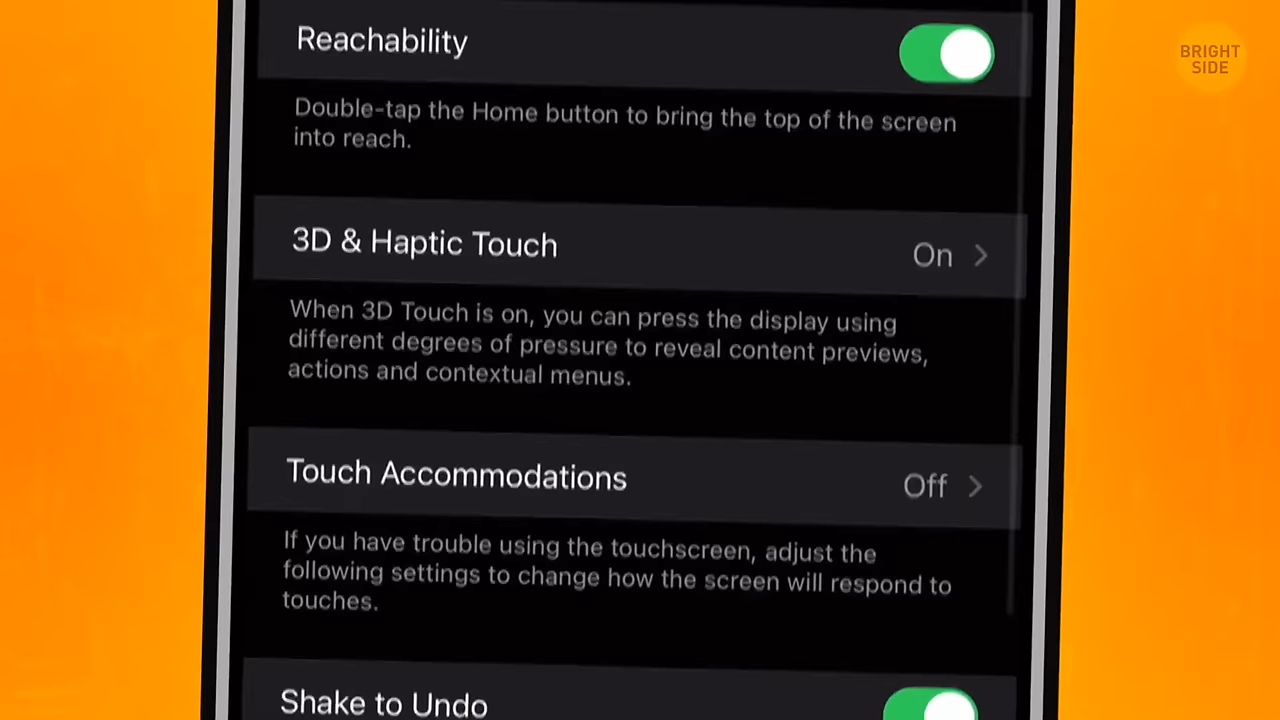 Reachability
BRIGHT
SIDE
Double-tap the Home button to bring the top of the screen
into reach.
3D & Haptic Touch
On
When 3D Touch is on, you can press the display using
different degrees of pressure to reveal content previews,
actions and contextual menus.
Touch Accommodations
Off
If you have trouble using the touchscreen, adjust the
following settings to change how the screen will respond to
touches.
Shake to Undo